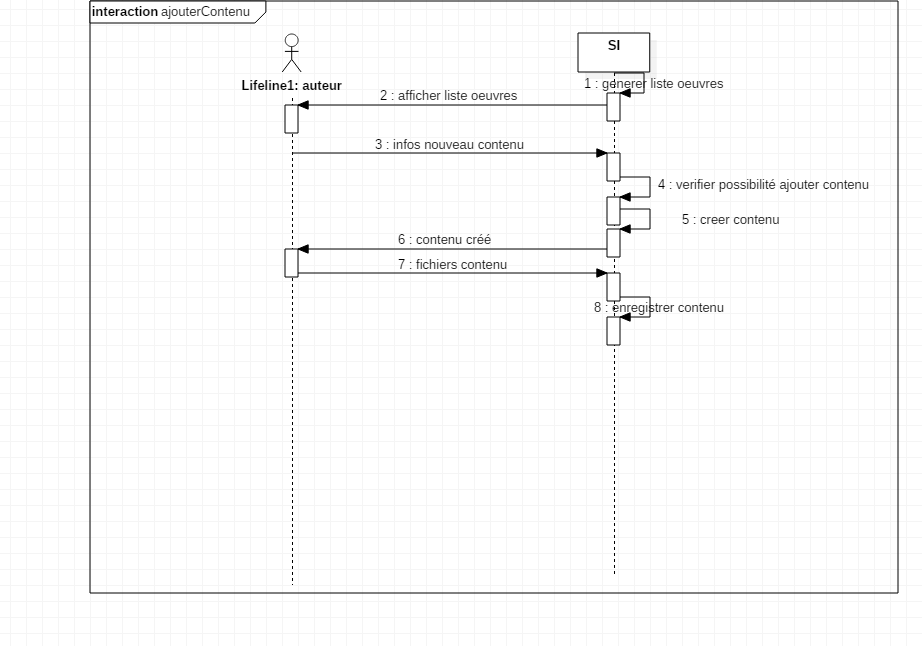 interaction ajouterContenu
SI
Lifeline1: auteur
1 : génerer liste oeuvres
2 : afficher liste oeuvres
3 : infos nouveau contenu
4 : verifier possibilité ajouter contenu
5 : creer contenu
6 : contenu créé
7 : fichiers contenu
8 : enregistrer contenu